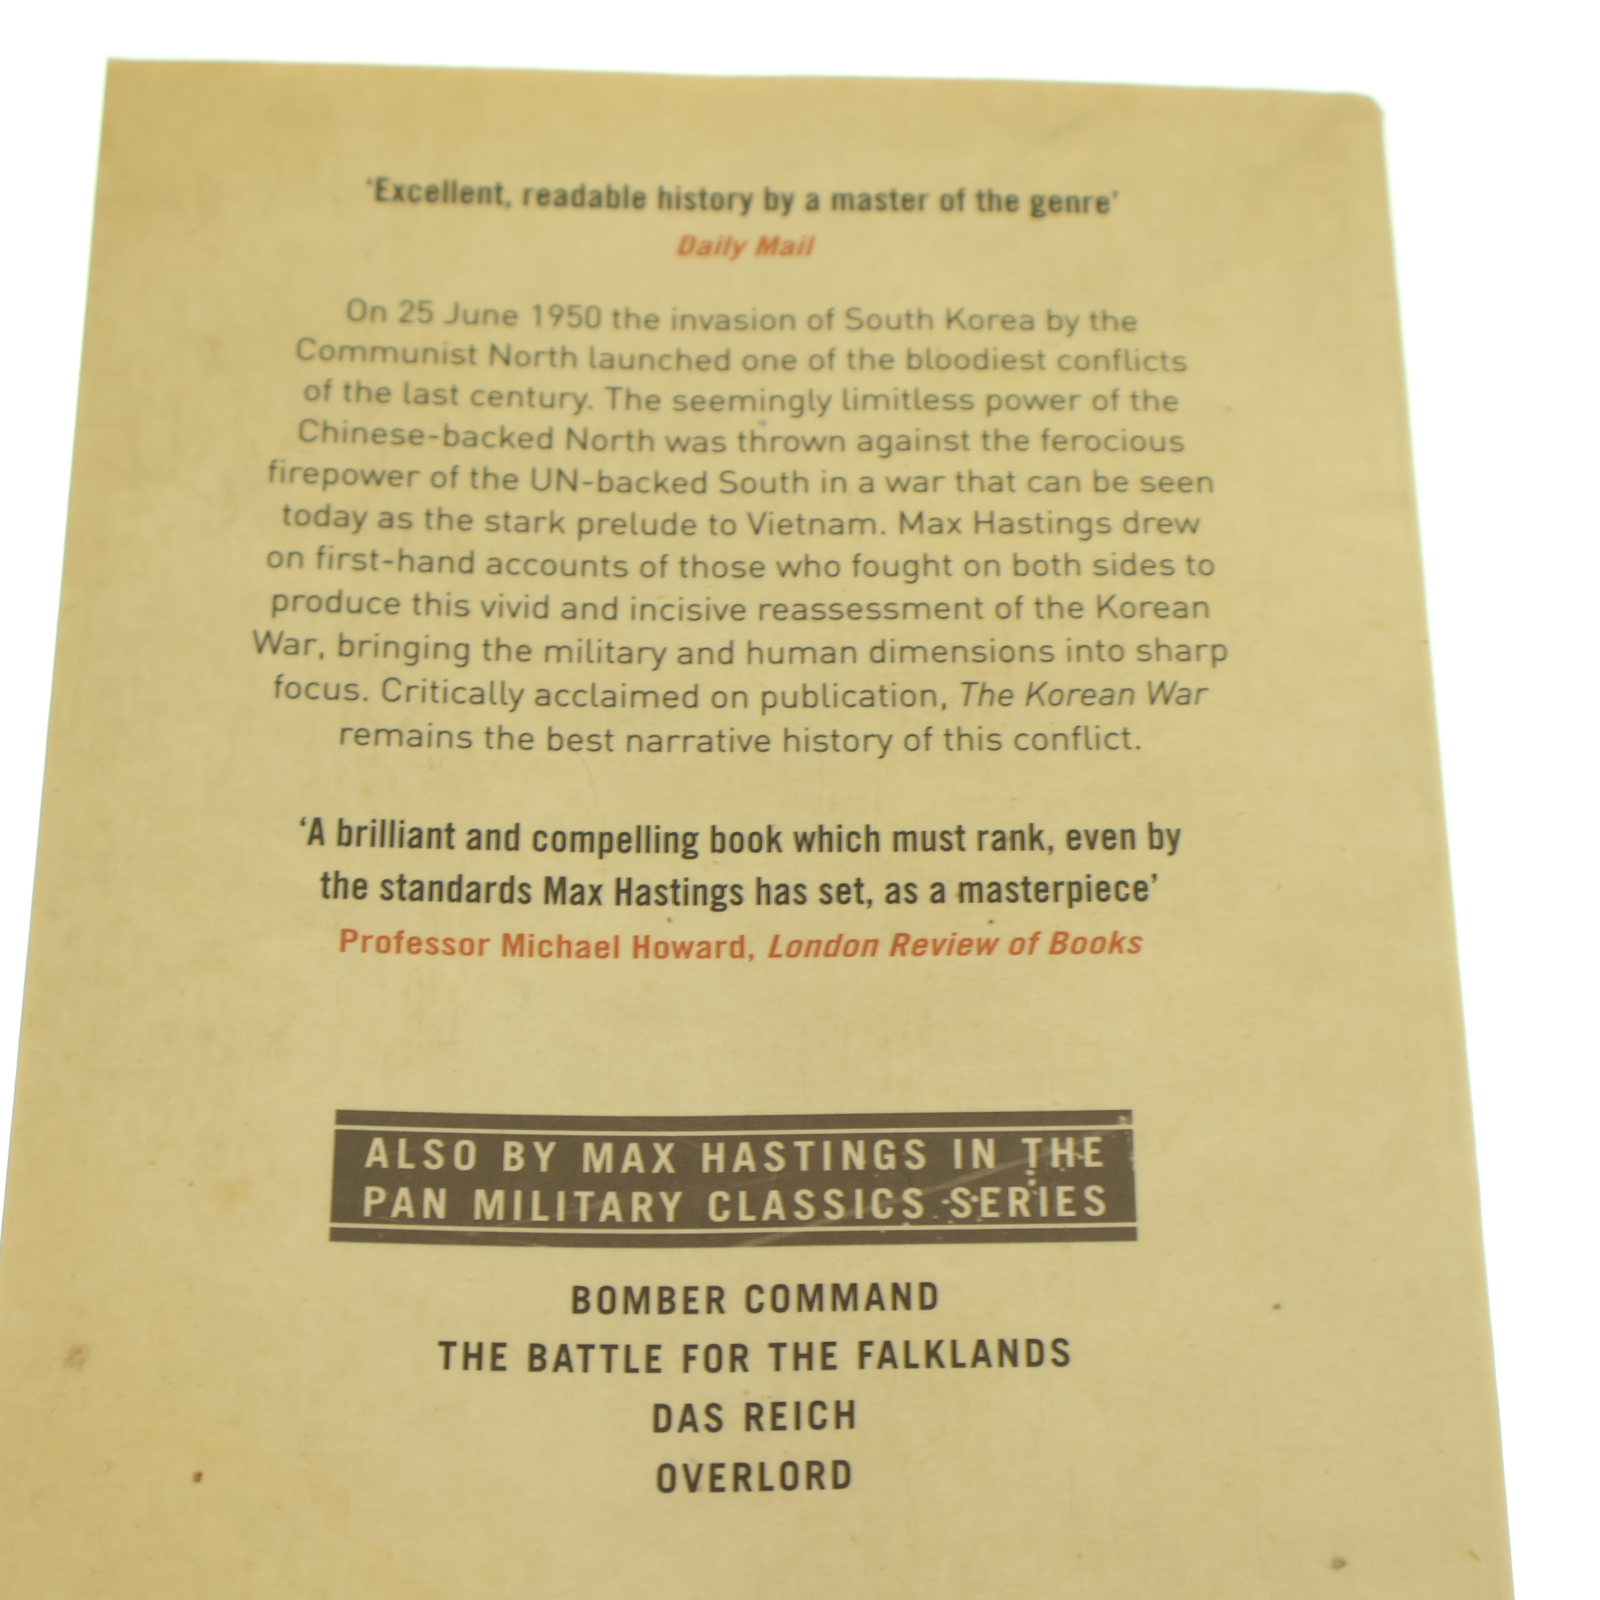 ‘Excellent, readable history by a master of the genre’
Daily Mail
On 25 June 1950 the invasion of South Korea by the
Communist North launched one of the bloodiest conflicts
of the last century. The seemingly limitless power of the
Chinese-backed North was thrown against the ferocious
firepower of the UN-backed South in a war that can be seen
today as the stark prelude to Vietnam. Max Hastings drew
on first-hand accounts of those who fought on both sides to
produce this vivid and incisive reassessment of the Korean
War, bringing the military and human dimensions into sharp
focus. Critically acclaimed on publication, The Korean War
remains the best narrative history of this conflict.
‘A brilliant and compelling book which must rank, even by
the standards Max Hastings has set, as a masterpiece’
Professor Michael Howard, London Review of Books
ALSO BY MAX HASTINGS IN THE
PAN MILITARY CLASSICS SERIES
BOMBER COMMAND
THE BATTLE FOR THE FALKLANDS
DAS REICH
OVERLORD